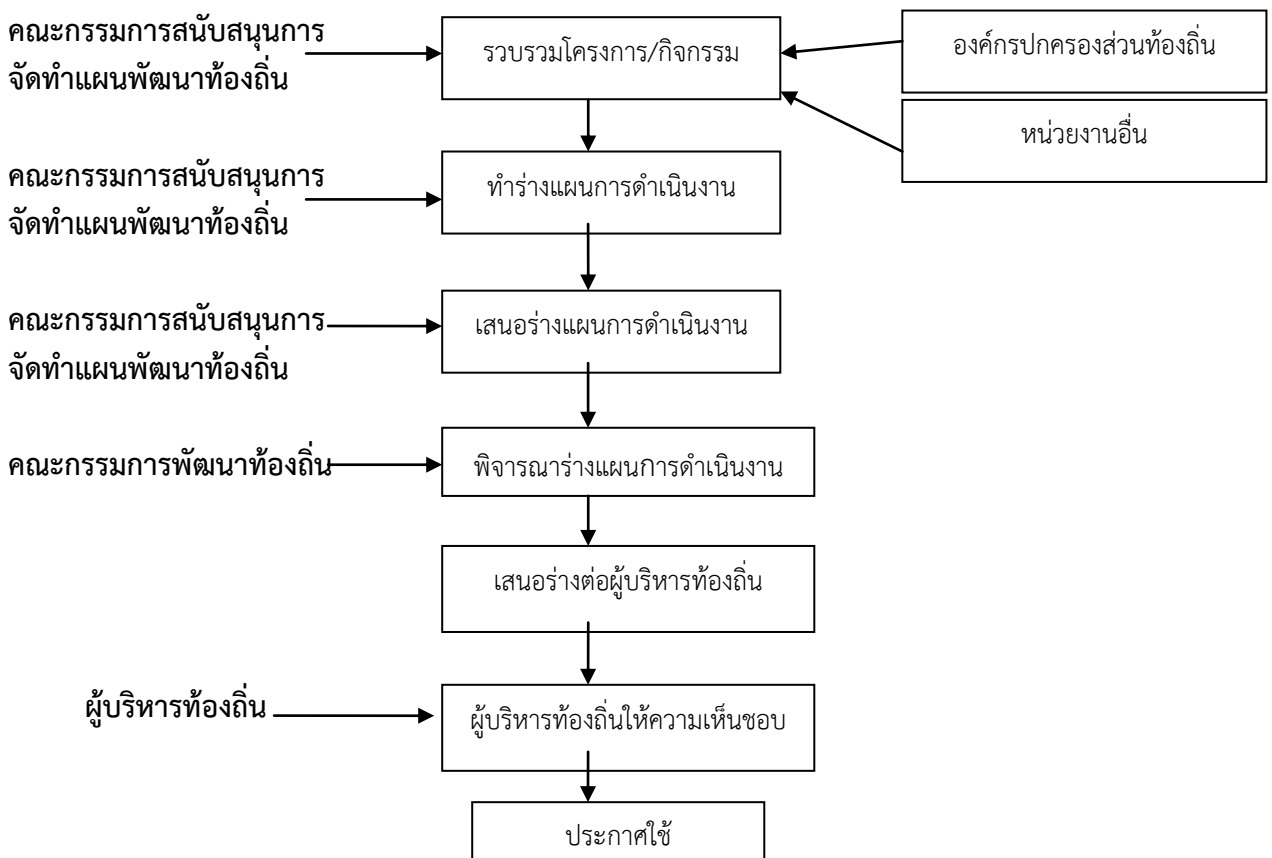 คณะกรรมการสนับสนุนการ
จัดทำแผนพัฒนาท้องถิ่น
รวบรวมโครงการ/กิจกรรม
องค์กรปกครองส่วนท้องถิ่น
หน่วยงานอื่น
คณะกรรมการสนับสนุนการ
จัดทำแผนพัฒนาท้องถิ่น
ทำร่างแผนการดำเนินงาน
คณะกรรมการสนับสนุนการ
จัดทำแผนพัฒนาท้องถิ่น
เสนอร่างแผนการดำเนินงาน
คณะกรรมการพัฒนาท้องถิ่น
พิจารณาร่างแผนการดำเนินงาน
เสนอร่างต่อผู้บริหารท้องถิ่น
ผู้บริหารท้องถิ่น
ผู้บริหารท้องถิ่นให้ความเห็นชอบ
ประกาศใช้